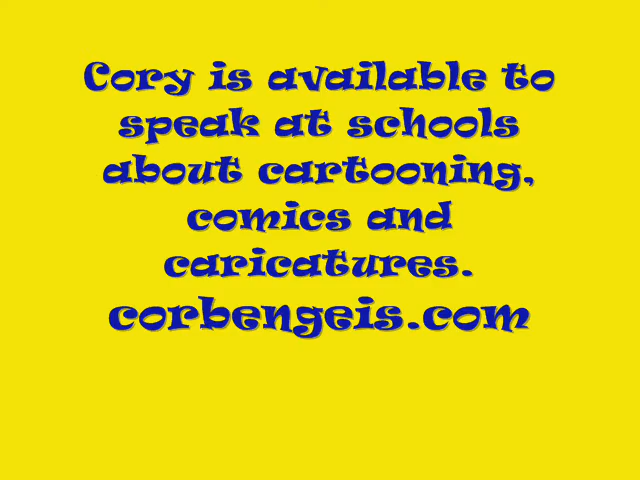 Cory is available to
speak at schools
about cartooning,
comics and
caricatures.
corbengeis.com